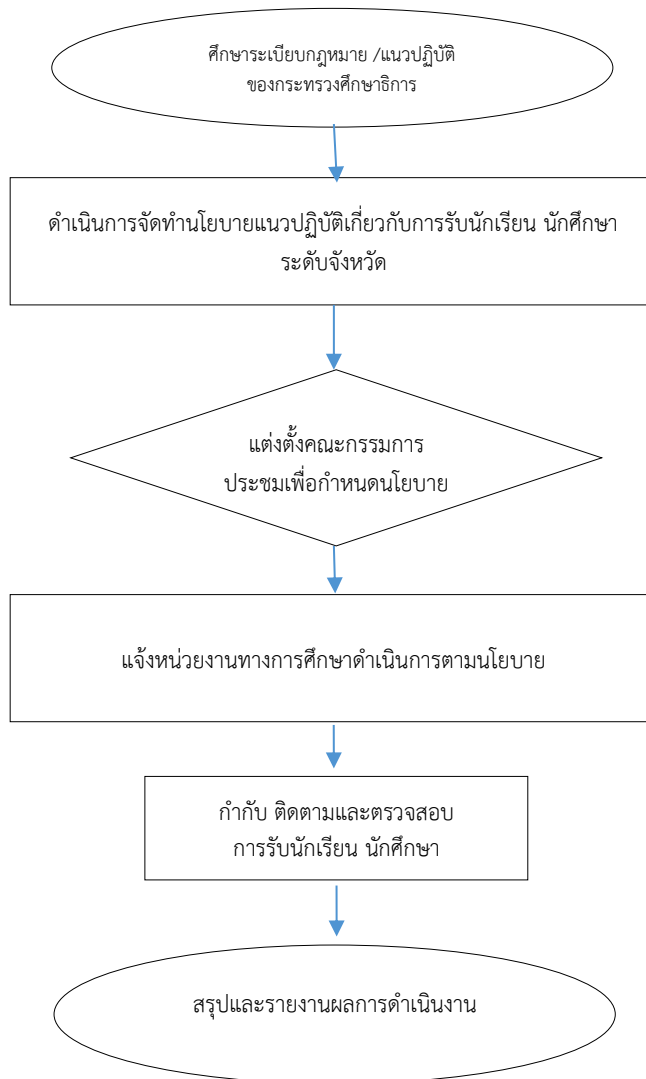 ศึกษาระเบียบกฎหมาย /แนวปฏิบัติ
ของกระทรวงศึกษาธิการ
ดำเนินการจัดทำนโยบายแนวปฏิบัติเกี่ยวกับการรับนักเรียน นักศึกษา
ระดับจังหวัด
แต่งตั้งคณะกรรมการ
ประชมเพื่อกำหนดนโยบาย
แจ้งหน่วยงานทางการศึกษาดำเนินการตามนโยบาย
กำกับ ติดตามและตรวจสอบ
การรับนักเรียน นักศึกษา
สรุปและรายงานผลการดำเนินงาน